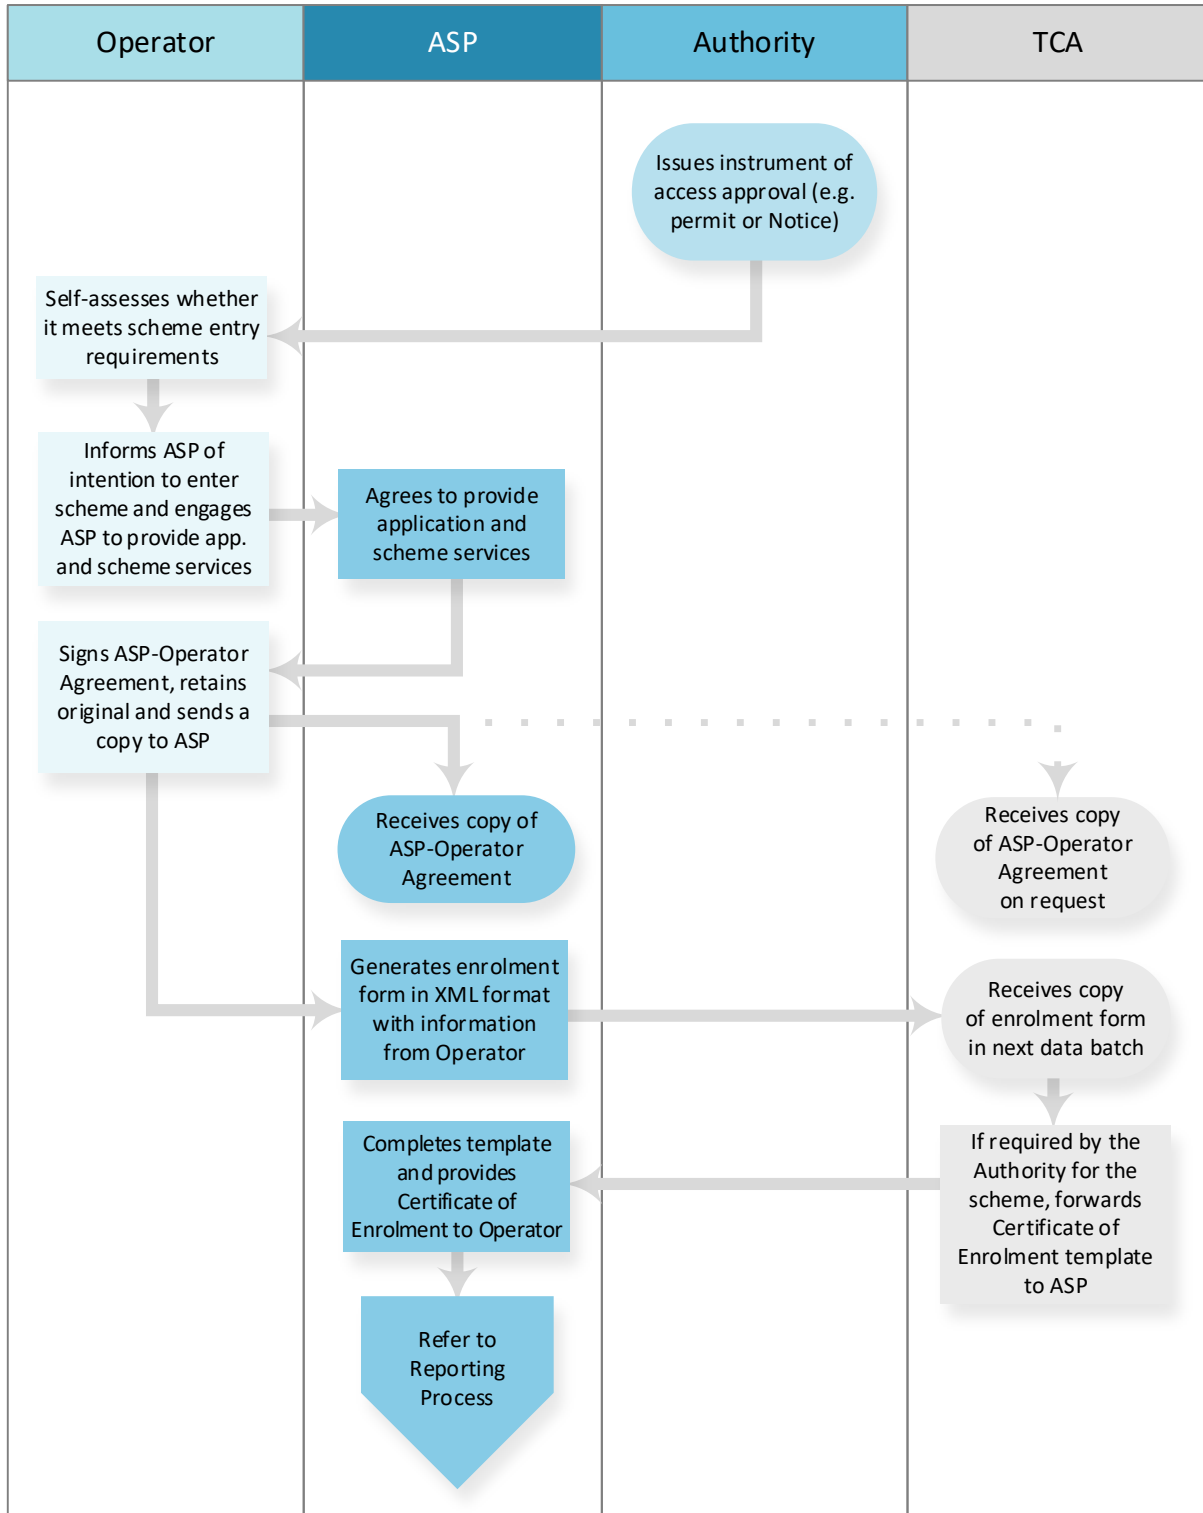 Operator
ASP
Authority
TCA
Issues instrument of
access approval (e.g.
permit or Notice)
Self-assesses whether
it meets scheme entry
requirements
Informs ASP of
intention to enter
scheme and engages
ASP to provide app.
and scheme services
Agrees to provide
application and
scheme services
Signs ASP-Operator
Agreement, retains
original and sends a
copy to ASP
Receives copy of
ASP-Operator
Agreement
Receives copy
of ASP-Operator
Agreement
on request
Generates enrolment
form in XML format
with information
from Operator
Receives copy
of enrolment form
in next data batch
Completes template
and provides
Certificate of
Enrolment to Operator
If required by the
Authority for the
scheme, forwards
Certificate of
Enrolment template
to ASP
Refer to
Reporting
Process